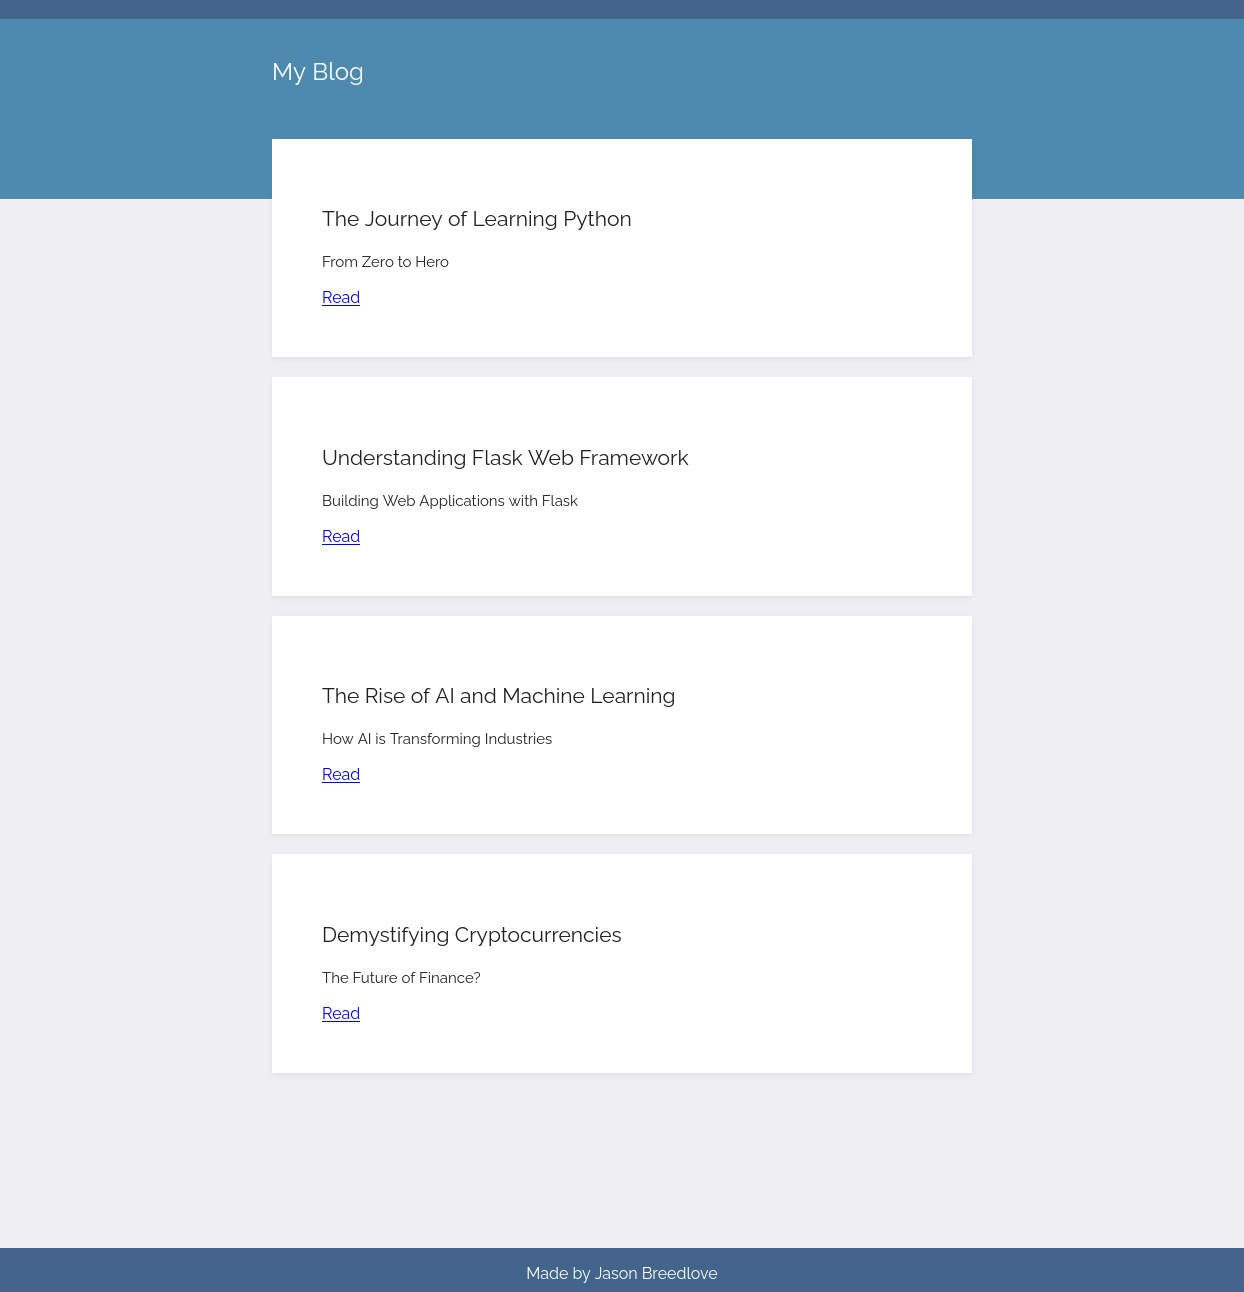 My Blog
The Journey of Learning Python
From Zero to Hero
Read
Understanding Flask Web Framework
Building Web Applications with Flask
Read
The Rise of AI and Machine Learning
How AI is Transforming Industries
Read
Demystifying Cryptocurrencies
The Future of Finance?
Read
Made by Jason Breedlove